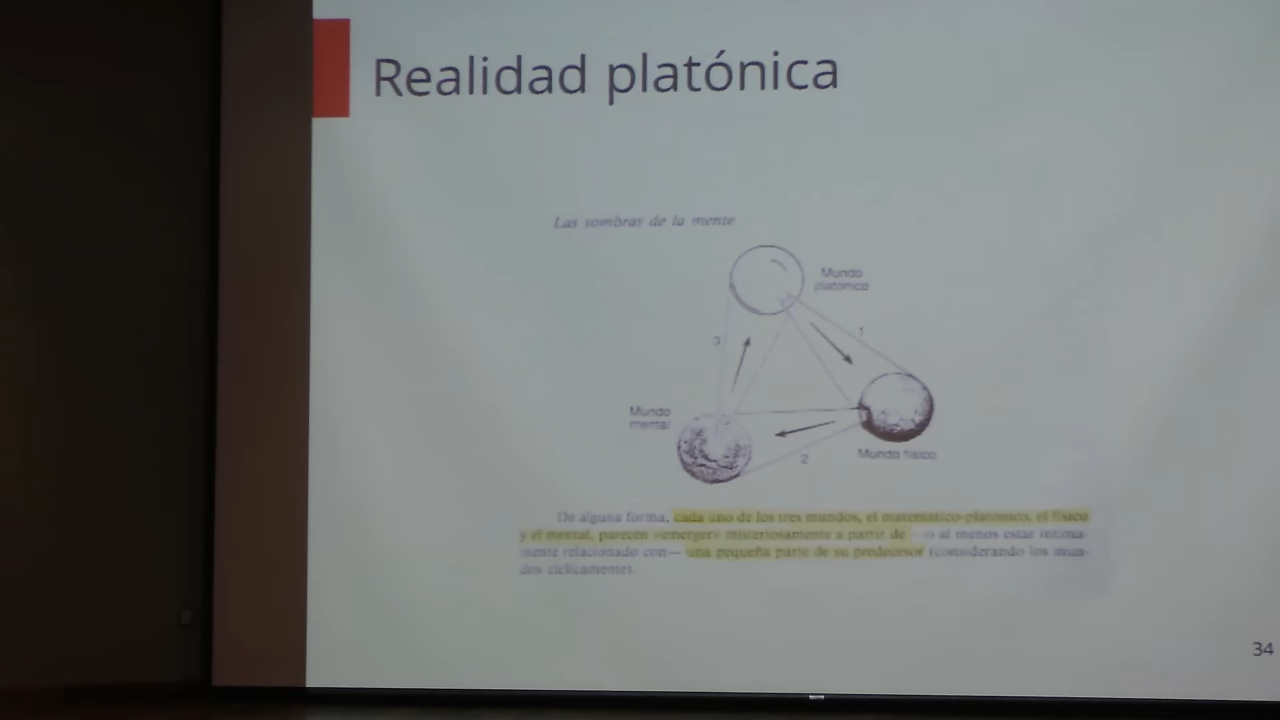 Realidad platónica
Las sombras de la mente
Mundo
platónico
1
3
Mundo
mental
2
Mundo físico
De alguna forma, cada uno de los tres mundos, el matemático-platónico, el físico
y el mental, parecen «emerger» misteriosamente a partir de —o al menos estar íntima-
mente relacionado con— una pequeña parte de su predecesor (considerando los mun-
dos cíclicamente).
34